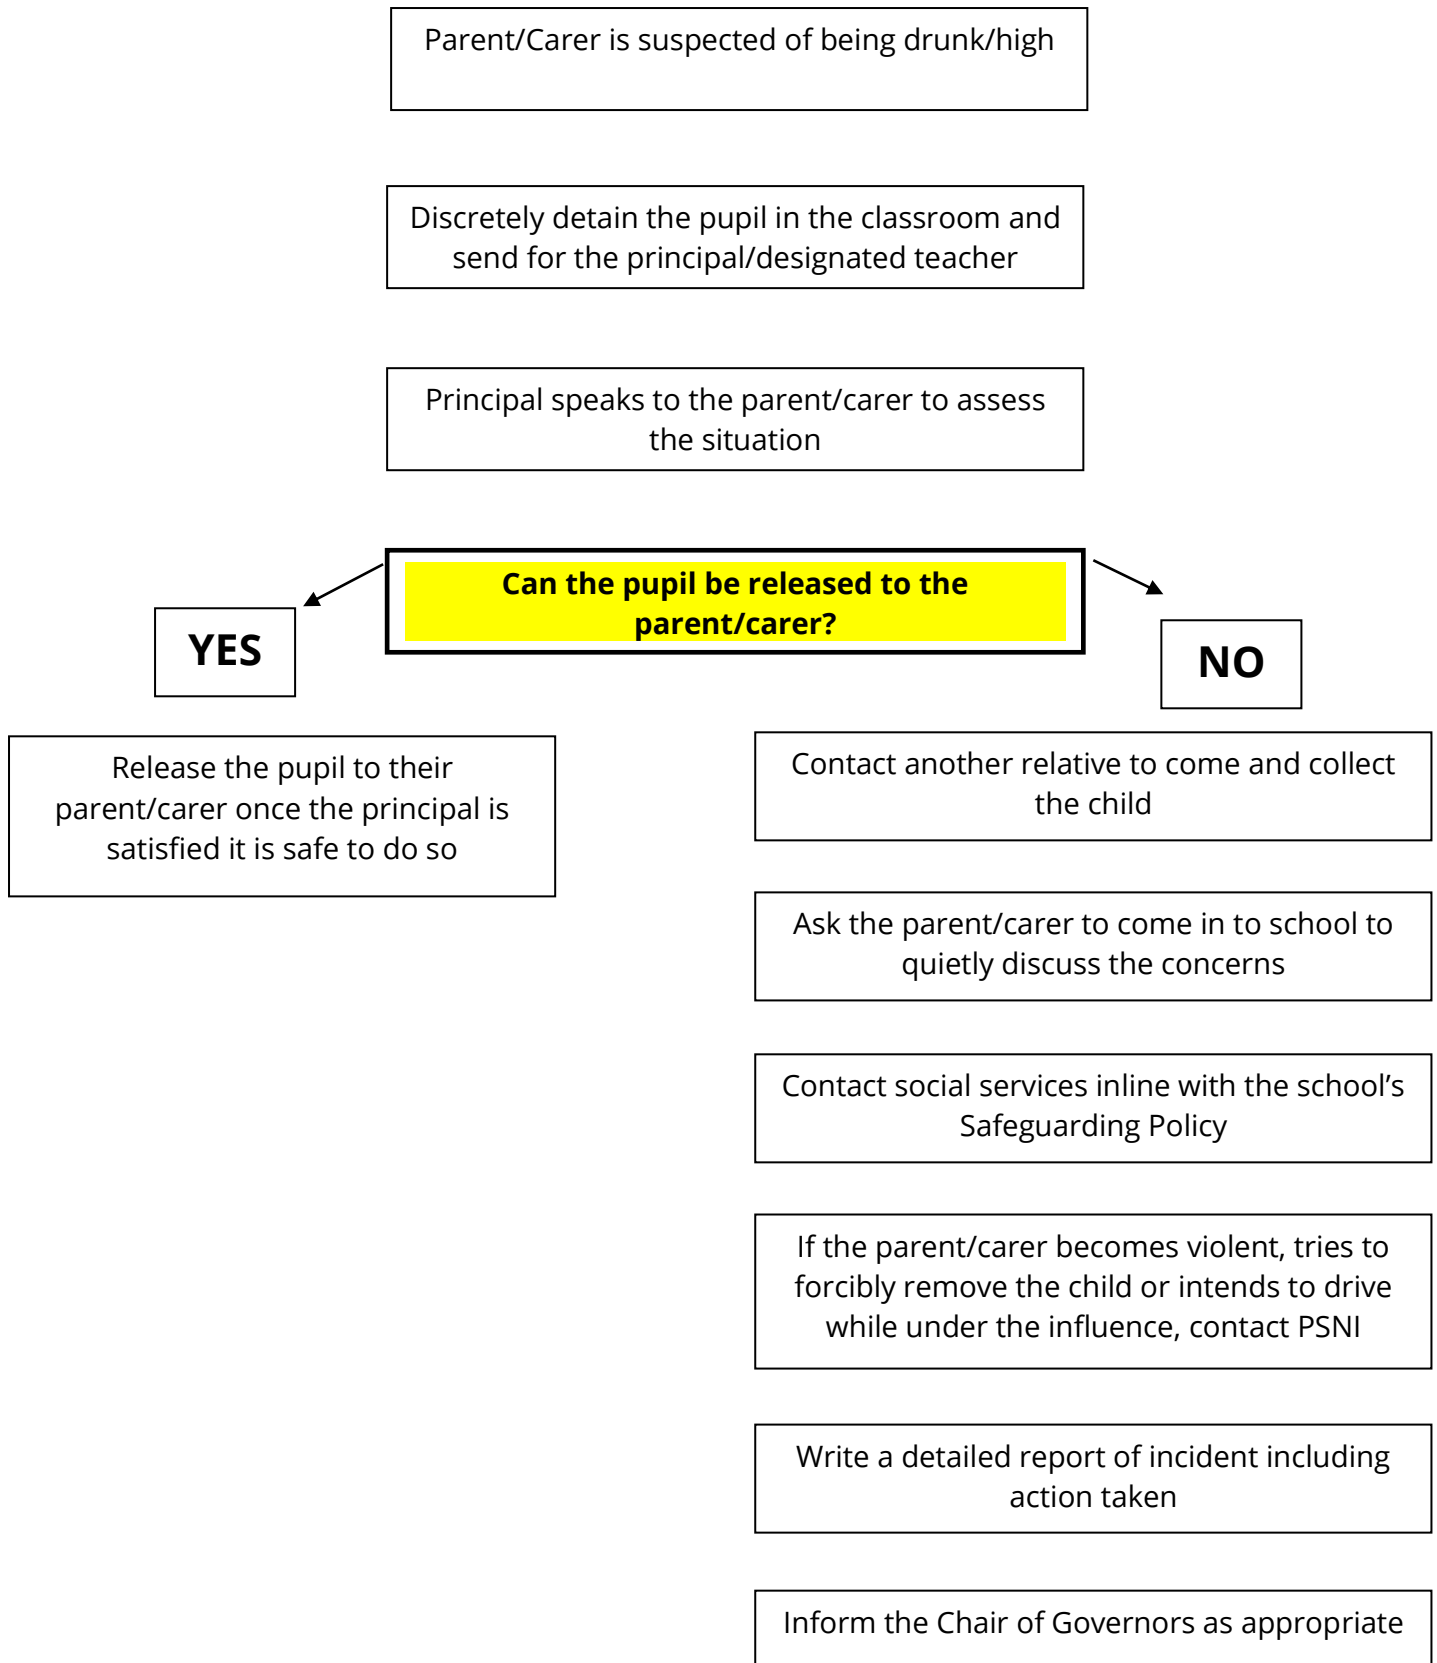 Parent/Carer is suspected of being drunk/high
Discretely detain the pupil in the classroom and
send for the principal/designated teacher
Principal speaks to the parent/carer to assess
the situation
Can the pupil be released to the
parent/carer?
YES
NO
Release the pupil to their
parent/carer once the principal is
satisfied it is safe to do so
Contact another relative to come and collect
the child
Ask the parent/carer to come in to school to
quietly discuss the concerns
Contact social services inline with the school’s
Safeguarding Policy
If the parent/carer becomes violent, tries to
forcibly remove the child or intends to drive
while under the influence, contact PSNI
Write a detailed report of incident including
action taken
Inform the Chair of Governors as appropriate